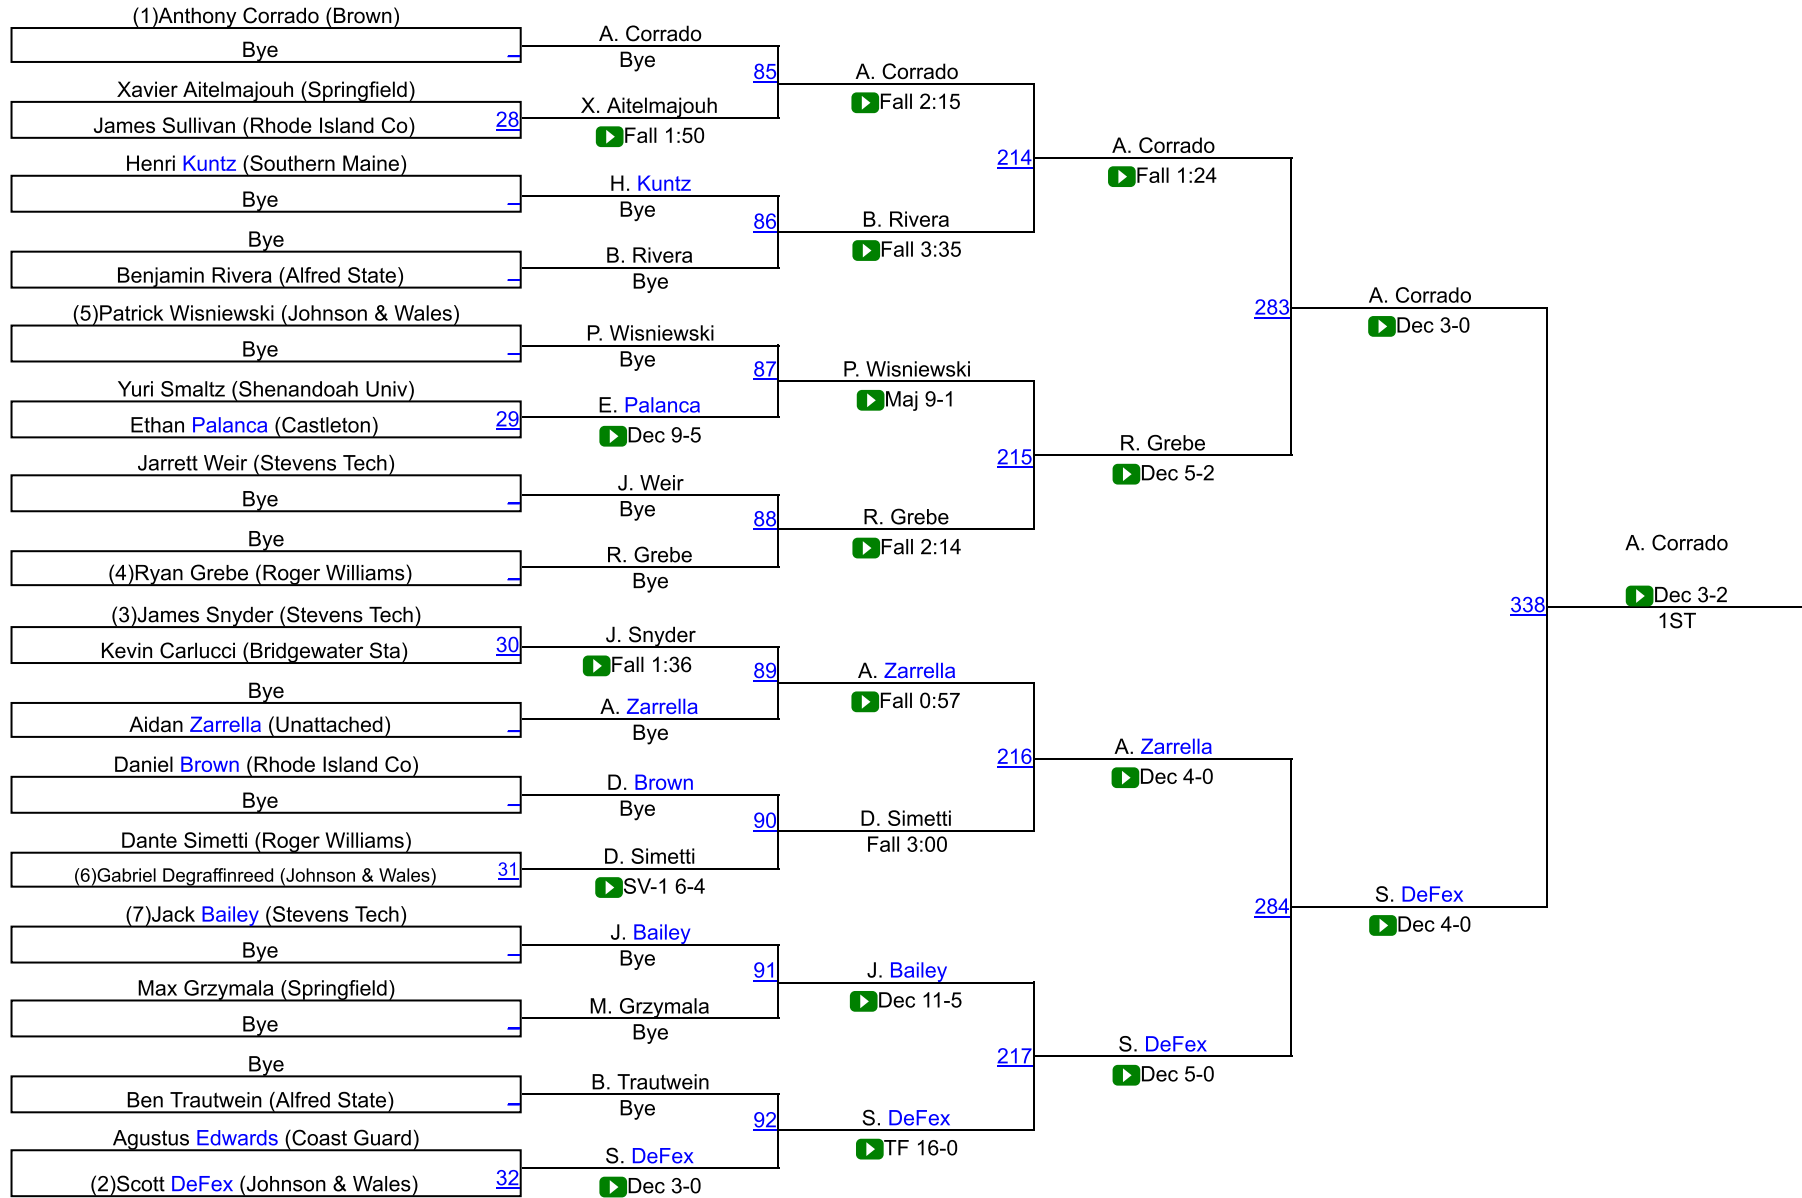 (1)Anthony Corrado (Brown)
Bye
Xavier Aitelmajouh (Springfield)
James Sullivan (Rhode Island Co)
28
Henri Kuntz (Southern Maine)
Bye
Bye
Benjamin Rivera (Alfred State)
(5)Patrick Wisniewski (Johnson & Wales)
Bye
Yuri Smaltz (Shenandoah Univ)
Ethan Palanca (Castleton)
29
Jarrett Weir (Stevens Tech)
Bye
Bye
(4)Ryan Grebe (Roger Williams)
(3)James Snyder (Stevens Tech)
Kevin Carlucci (Bridgewater Sta)
30
Bye
Aidan Zarrella (Unattached)
Daniel Brown (Rhode Island Co)
Bye
Dante Simetti (Roger Williams)
(6)Gabriel Degraffinreed (Johnson & Wales)
31
(7)Jack Bailey (Stevens Tech)
Bye
Max Grzymala (Springfield)
Bye
Bye
Ben Trautwein (Alfred State)
Agustus Edwards (Coast Guard)
(2)Scott DeFex (Johnson & Wales)
32
A. Corrado
Bye
85
X. Aitelmajouh
Fall 1:50
H. Kuntz
Bye
86
B. Rivera
Bye
P. Wisniewski
Bye
87
E. Palanca
Dec 9-5
J. Weir
Bye
88
R. Grebe
Bye
J. Snyder
Fall 1:36
89
A. Zarrella
Bye
D. Brown
Bye
90
D. Simetti
SV-1 6-4
J. Bailey
Bye
91
M. Grzymala
Bye
B. Trautwein
Bye
92
S. DeFex
Dec 3-0
A. Corrado
Fall 2:15
214
B. Rivera
Fall 3:35
P. Wisniewski
Maj 9-1
215
R. Grebe
Fall 2:14
A. Zarrella
Fall 0:57
216
D. Simetti
Fall 3:00
J. Bailey
Dec 11-5
217
S. DeFex
TF 16-0
A. Corrado
Fall 1:24
283
R. Grebe
Dec 5-2
A. Zarrella
Dec 4-0
284
S. DeFex
Dec 5-0
A. Corrado
Dec 3-0
338
S. DeFex
Dec 4-0
A. Corrado
Dec 3-2
1ST